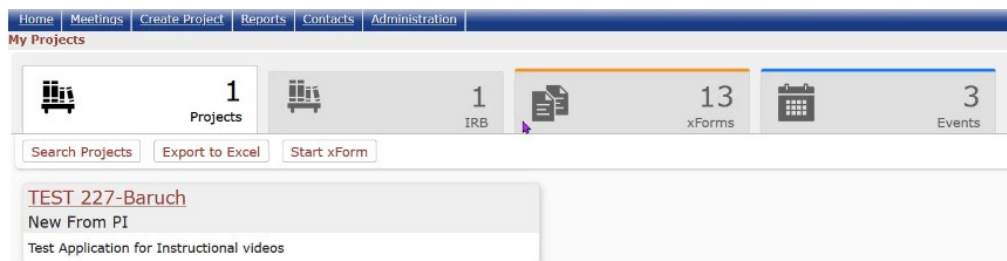 Home Meetings Create Project Reports Contacts Administration
My Projects
1 1 13 3
Projects IRB xForms Events
Search Projects Export to Excel Start xForm
TEST 227-Baruch
New From PI
Test Application for Instructional videos